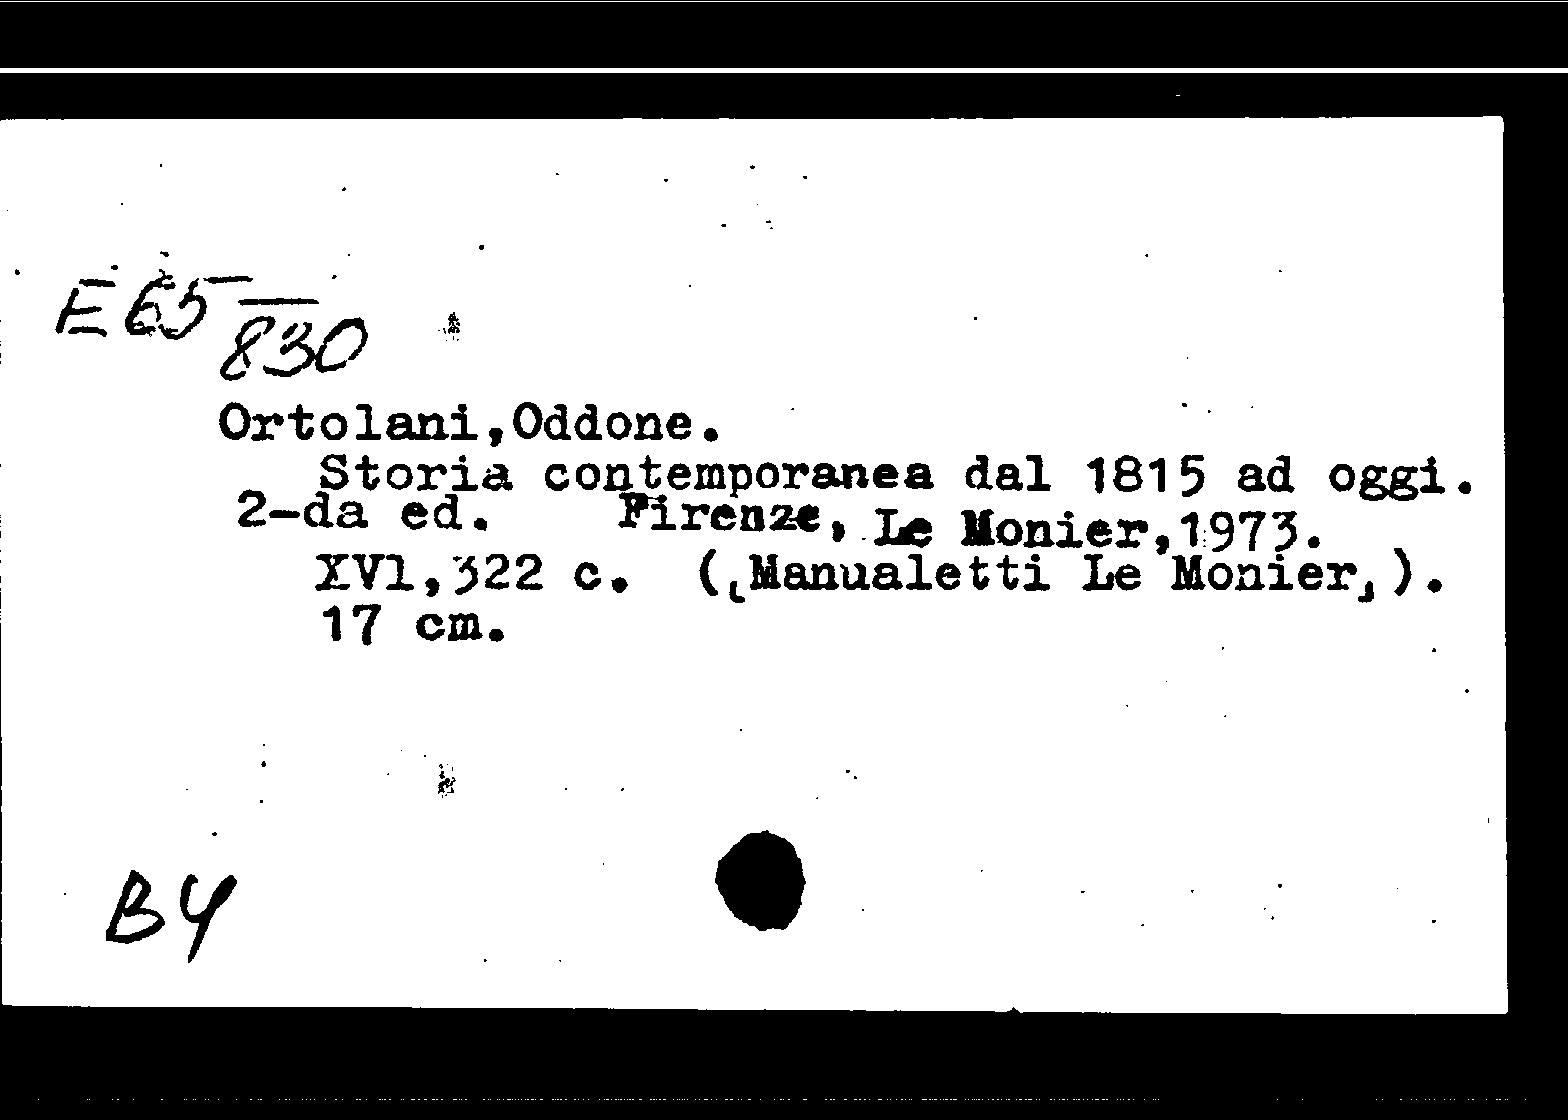 E65
830
Ortolani,Oddone.
Storia contemporanea dal 1815 ad oggi.
2-da ed. Firenze, Le Monier,1973.
XVl,322 c. (⌊Manualetti Le Monier⌋).
17 cm.
B4